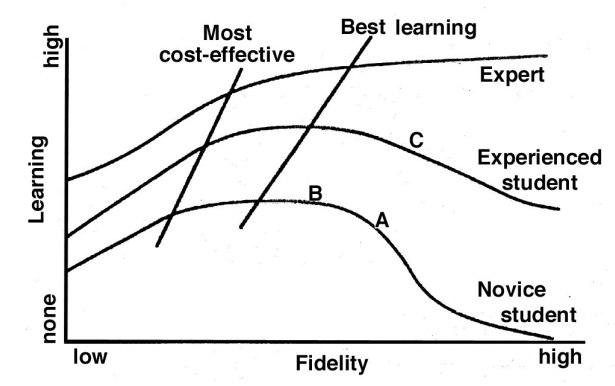 high
Most
cost-effective
Best learning
Expert
C
Experienced
student
Learning
B
A
Novice
student
none
low
Fidelity
high